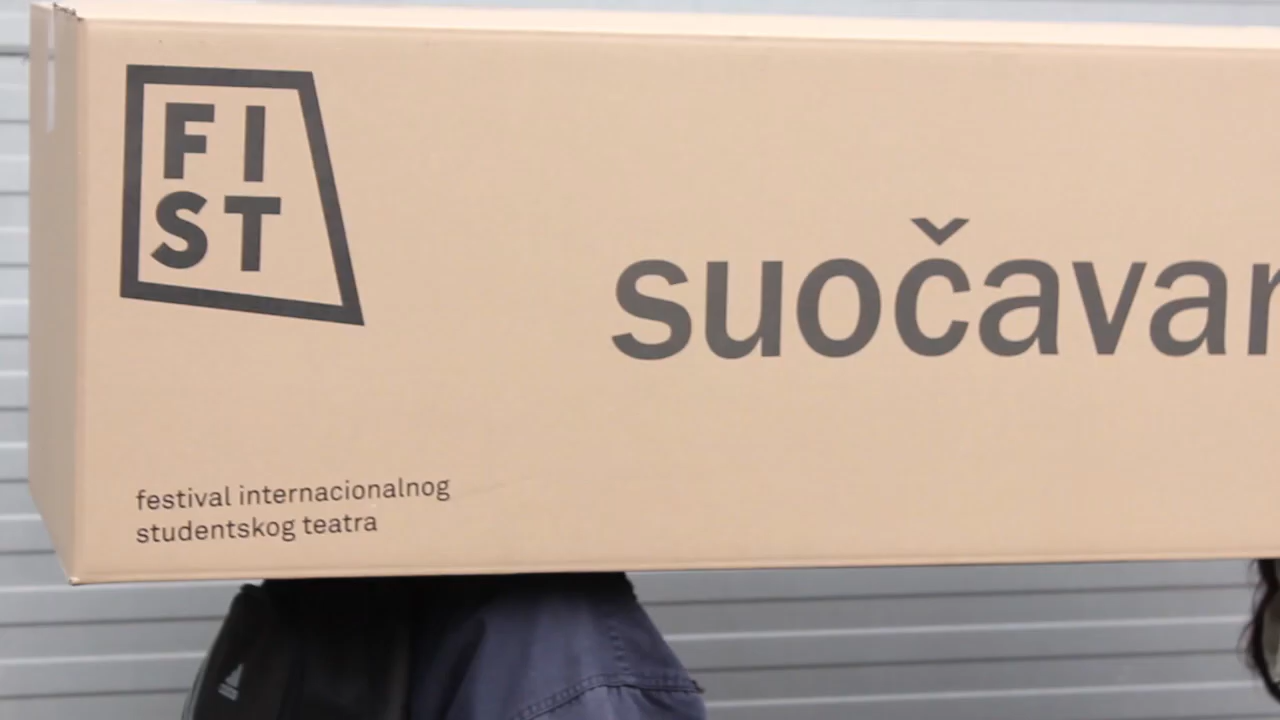 FI
ST
suočavan
festival internacionalnog
studentskog teatra